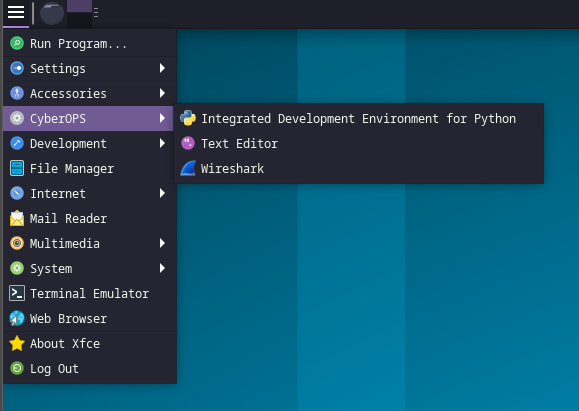 Run Program...
Settings
Accessories
CyberOPS
Integrated Development Environment for Python
Development
Text Editor
File Manager
Wireshark
Internet
Mail Reader
Multimedia
System
Terminal Emulator
Web Browser
About Xfce
Log Out